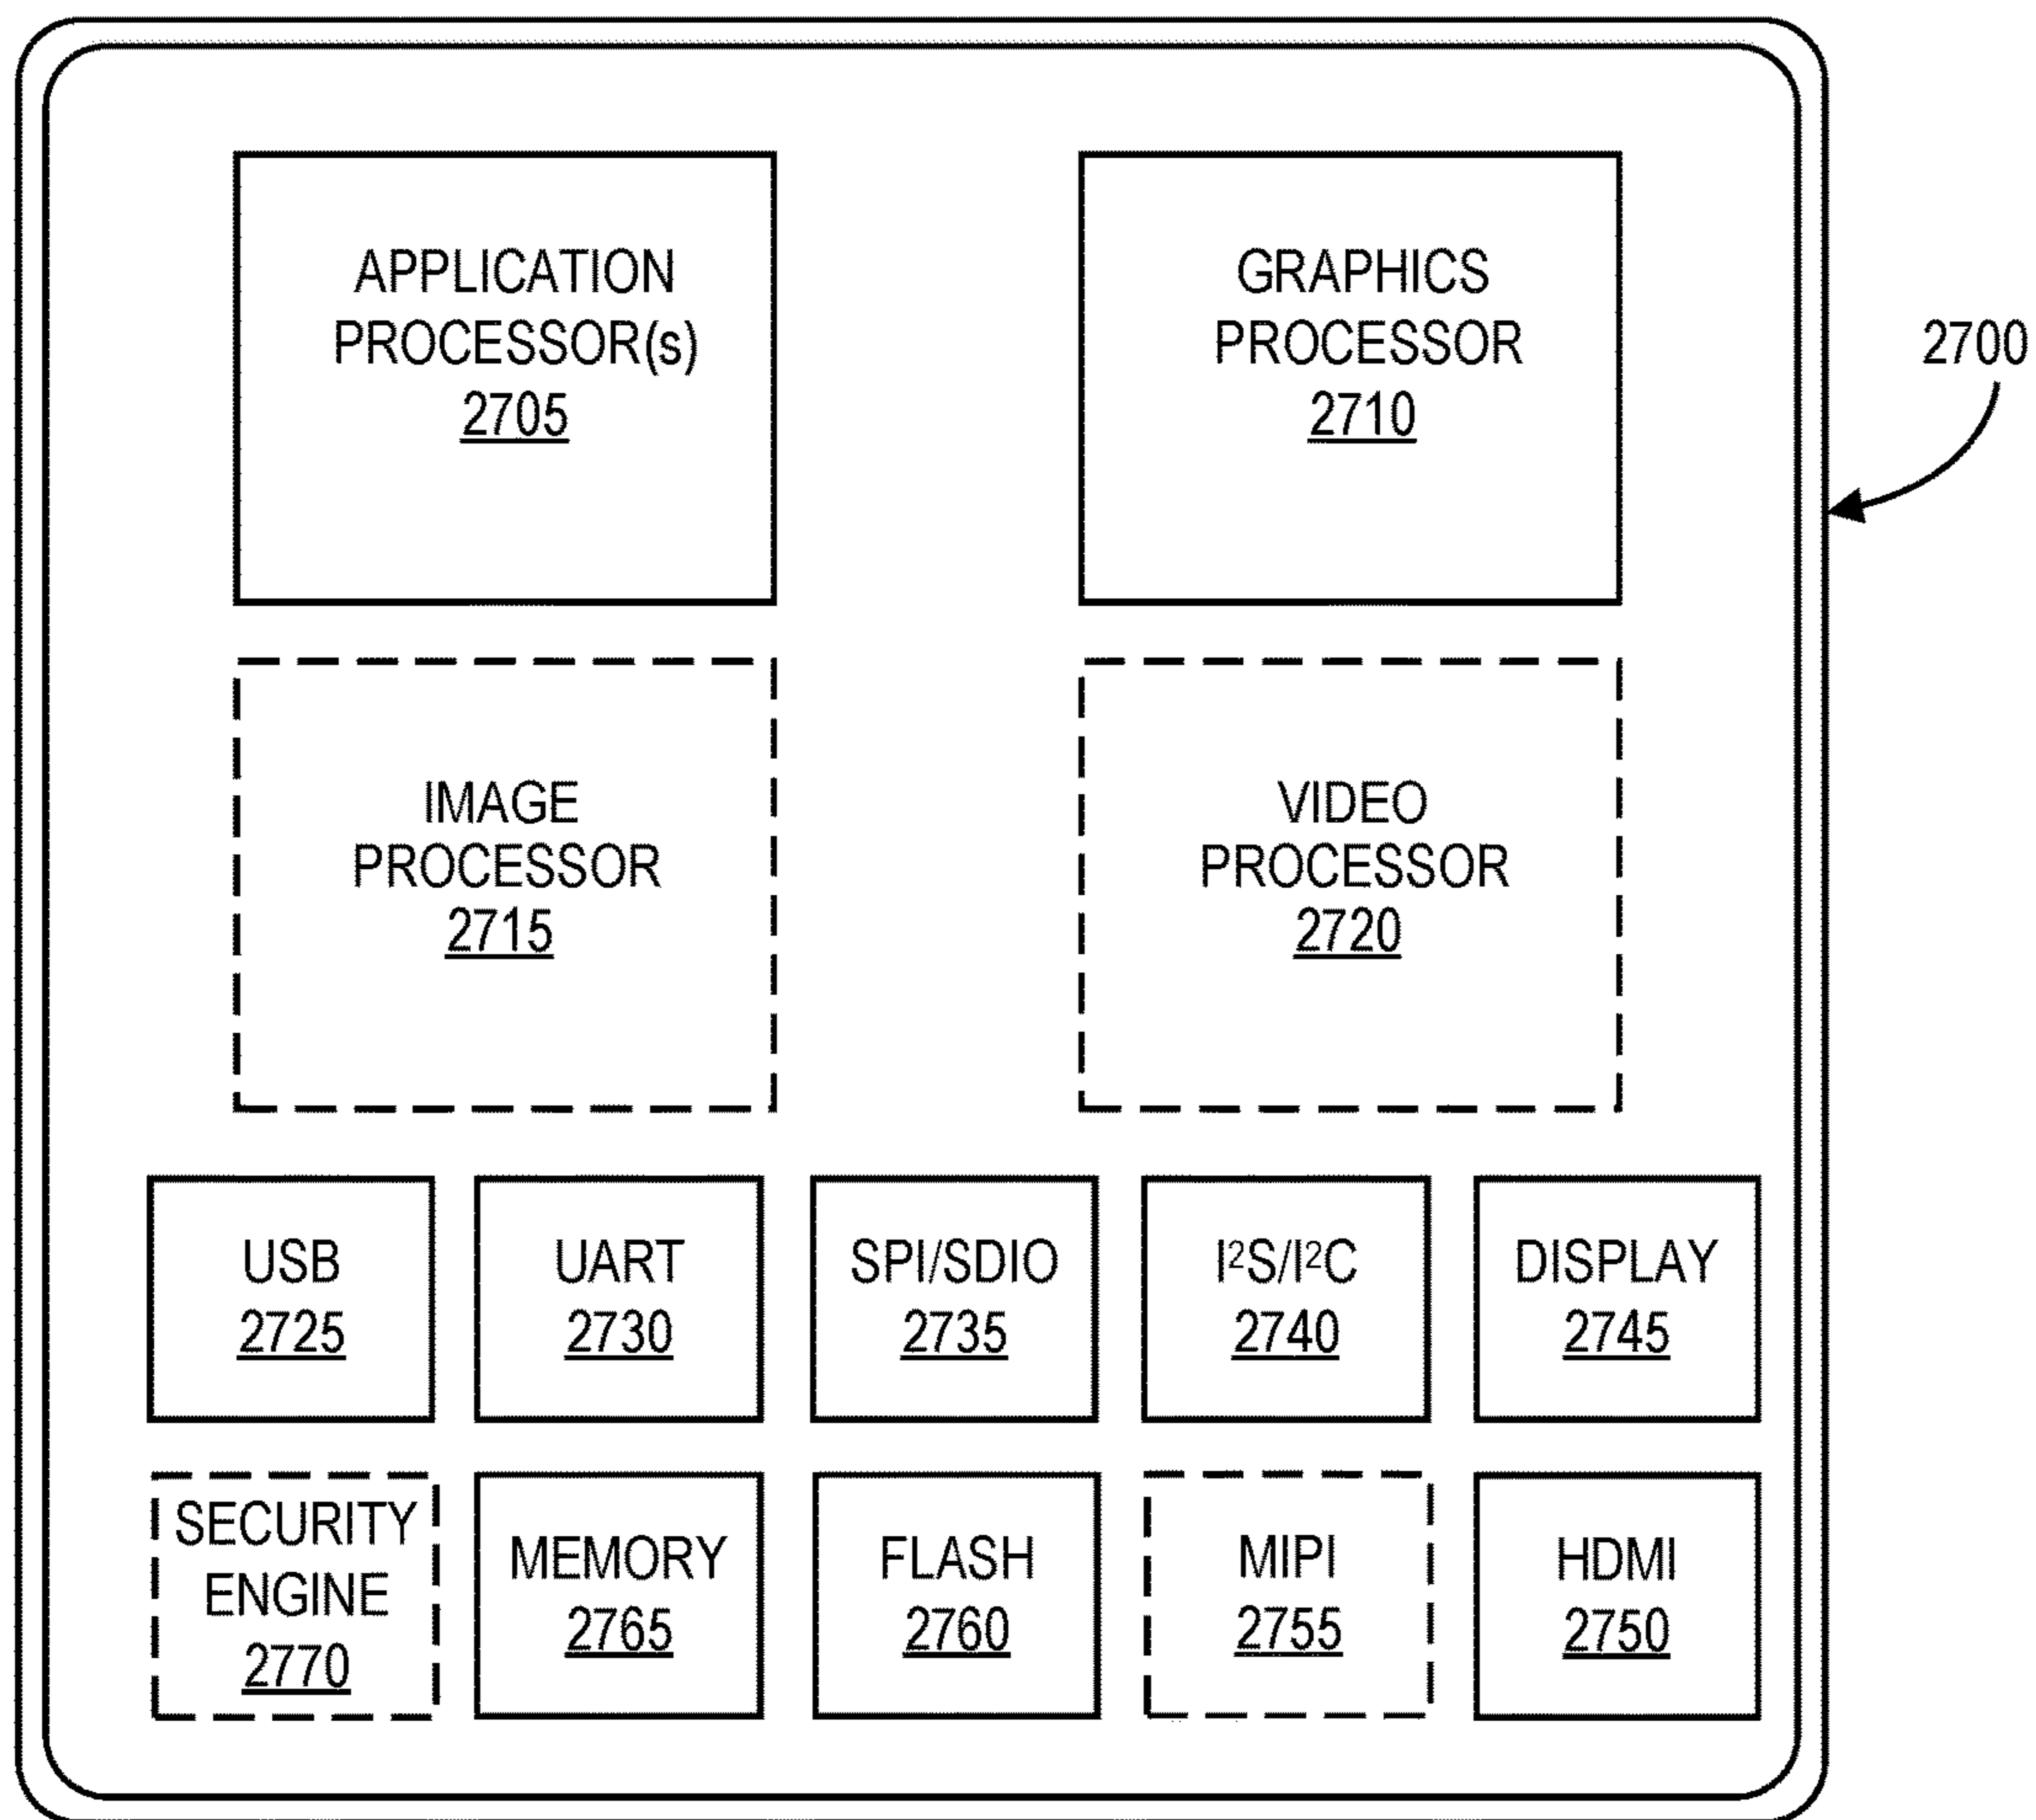 APPLICATION
PROCESSOR(s)
2705
GRAPHICS
PROCESSOR
2710
2700
IMAGE
PROCESSOR
2715
VIDEO
PROCESSOR
2720
USB
2725
UART
2730
SPI/SDIO
2735
I²S/I²C
2740
DISPLAY
2745
SECURITY
ENGINE
2770
MEMORY
2765
FLASH
2760
MIPI
2755
HDMI
2750